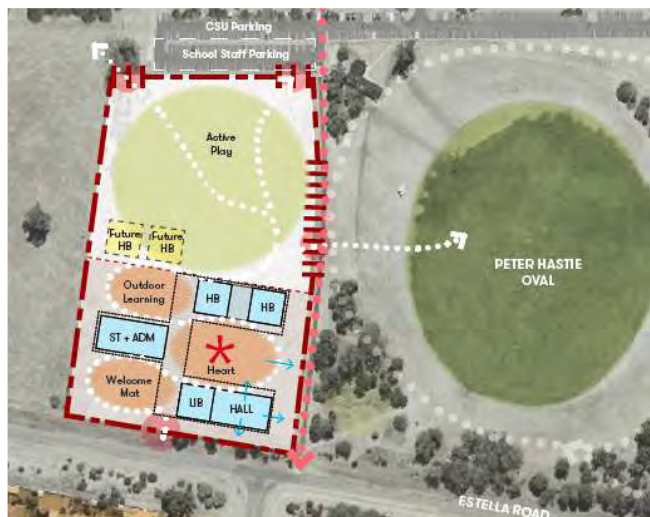 CSU Parking
School Staff Parking
Active
Play
Future
HB
Future
HB
Outdoor
Learning
HB
HB
ST + ADM
Heart
Welcome
Mat
LIB
HALL
PETER HASTIE
OVAL
ESTELLA ROAD